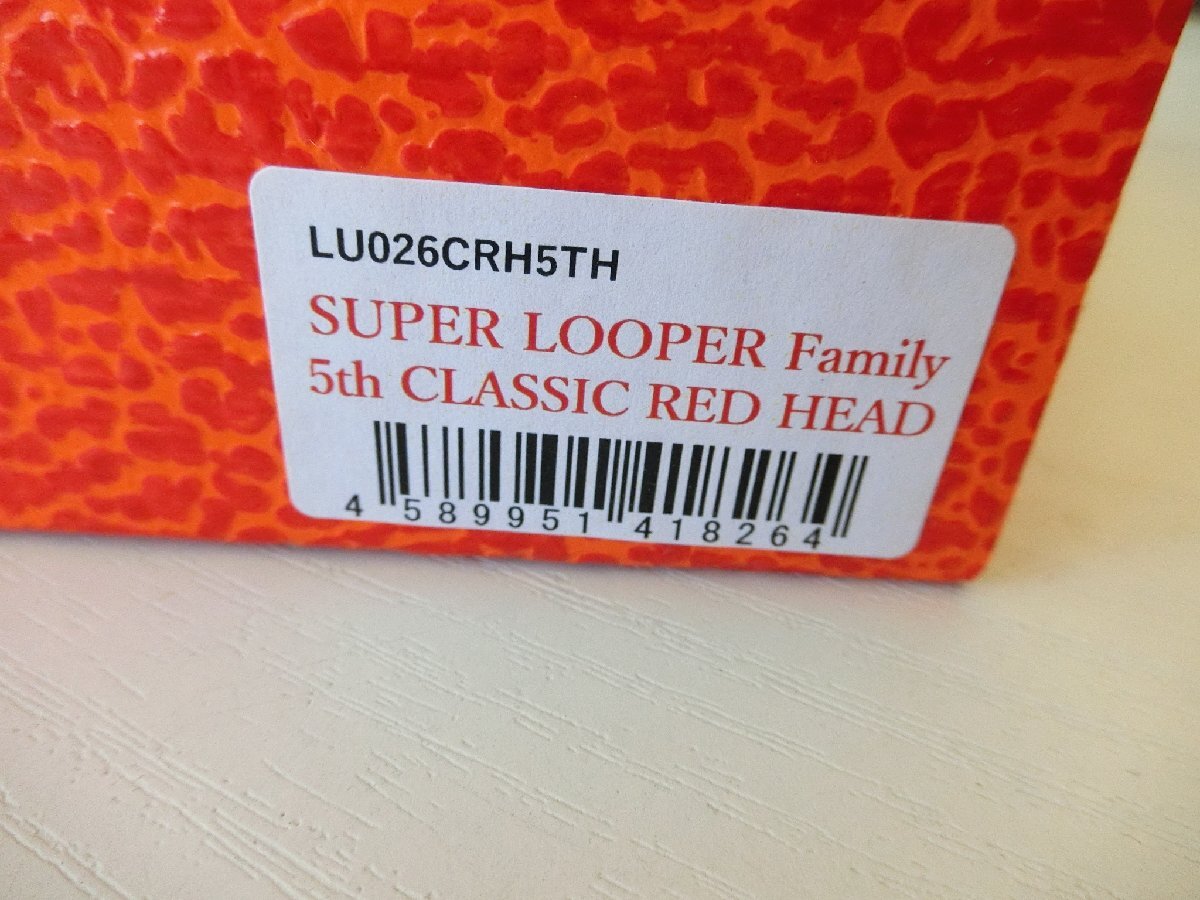 LU026CRH5TH
SUPER LOOPER Family
5th CLASSIC RED HEAD
4 589951 418264